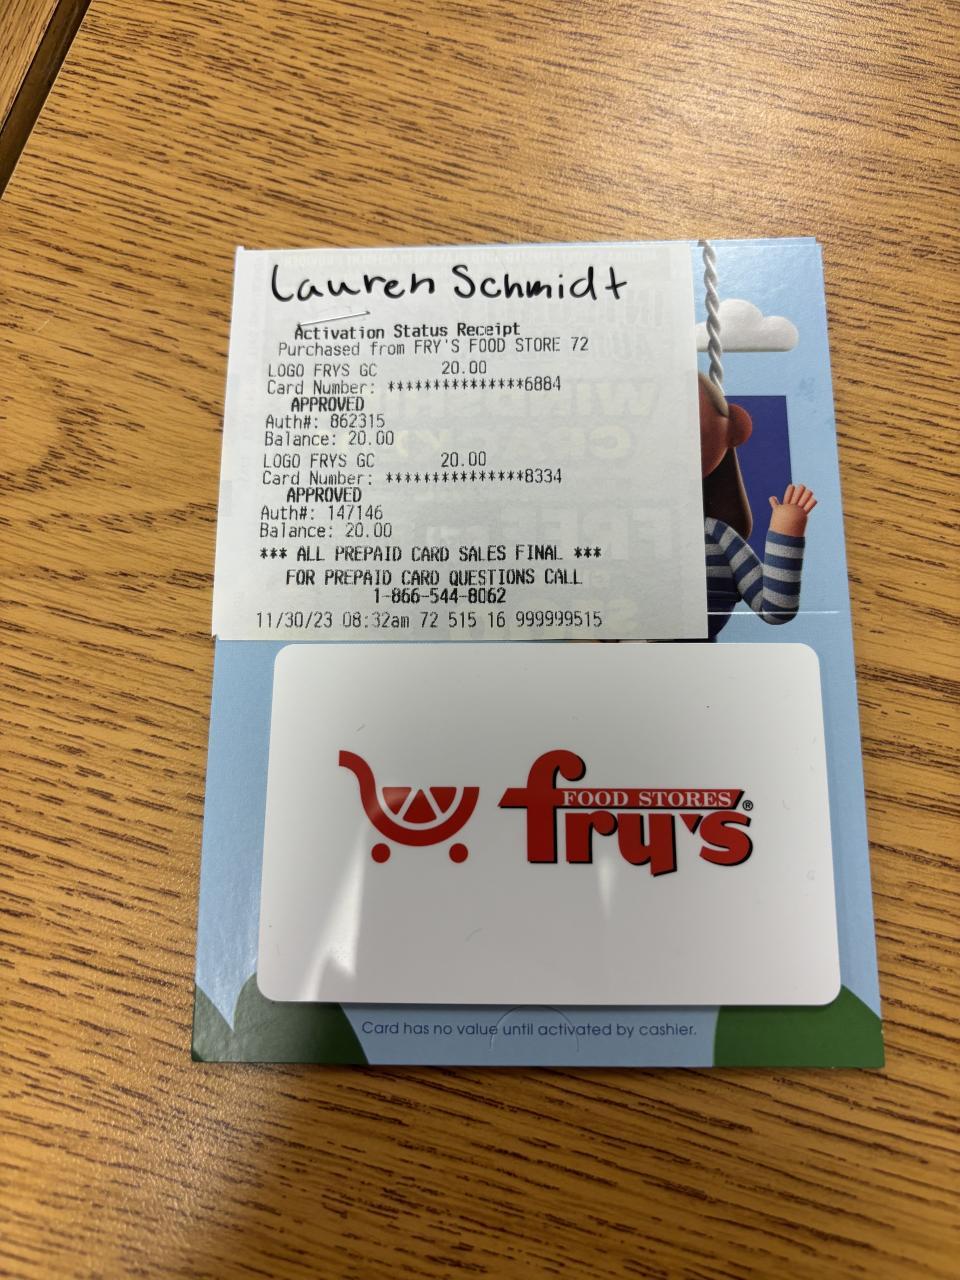 Lauren Schmidt
Activation Status Receipt
Purchased from FRY'S FOOD STORE 72
LOGO FRYS GC 20.00
Card Number: ***************6884
APPROVED
Auth#: 862315
Balance: 20.00
LOGO FRYS GC 20.00
Card Number: ***************8334
APPROVED
Auth#: 147146
Balance: 20.00
*** ALL PREPAID CARD SALES FINAL ***
FOR PREPAID CARD QUESTIONS CALL
1-866-544-8062
11/30/23 08:32am 72 515 16 999999515
FOOD STORES
fry's®
Card has no value until activated by cashier.